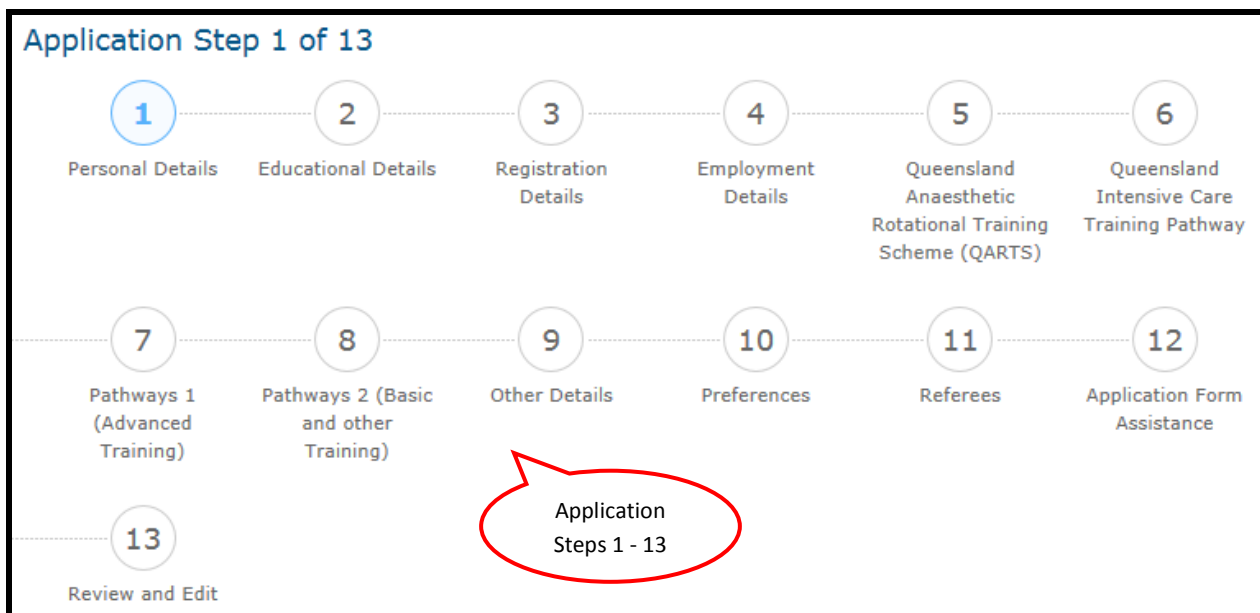 Application Step 1 of 13
1
2
3
4
5
6
Personal Details
Educational Details
Registration
Details
Employment
Details
Queensland
Anaesthetic
Rotational Training
Scheme (QARTS)
Queensland
Intensive Care
Training Pathway
7
8
9
10
11
12
Pathways 1
(Advanced
Training)
Pathways 2 (Basic
and other
Training)
Other Details
Preferences
Referees
Application Form
Assistance
Application
Steps 1 - 13
13
Review and Edit